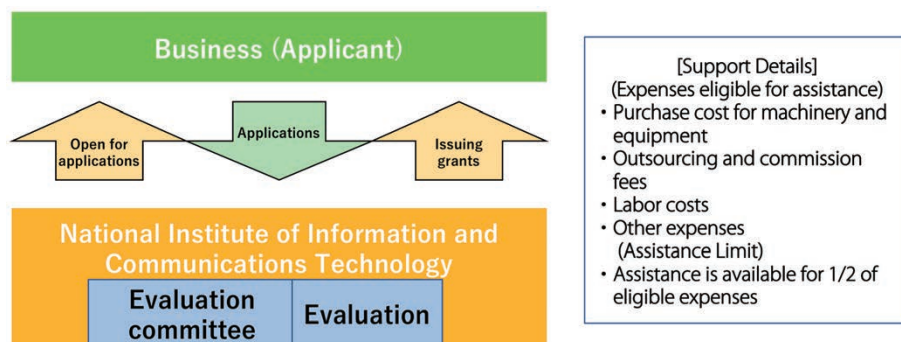 Business (Applicant)
Open for
applications
Applications
Issuing
grants
National Institute of Information and
Communications Technology
Evaluation
committee
Evaluation
[Support Details]
(Expenses eligible for assistance)
・Purchase cost for machinery and
equipment
・Outsourcing and commission
fees
・Labor costs
・Other expenses
(Assistance Limit)
・Assistance is available for 1/2 of
eligible expenses